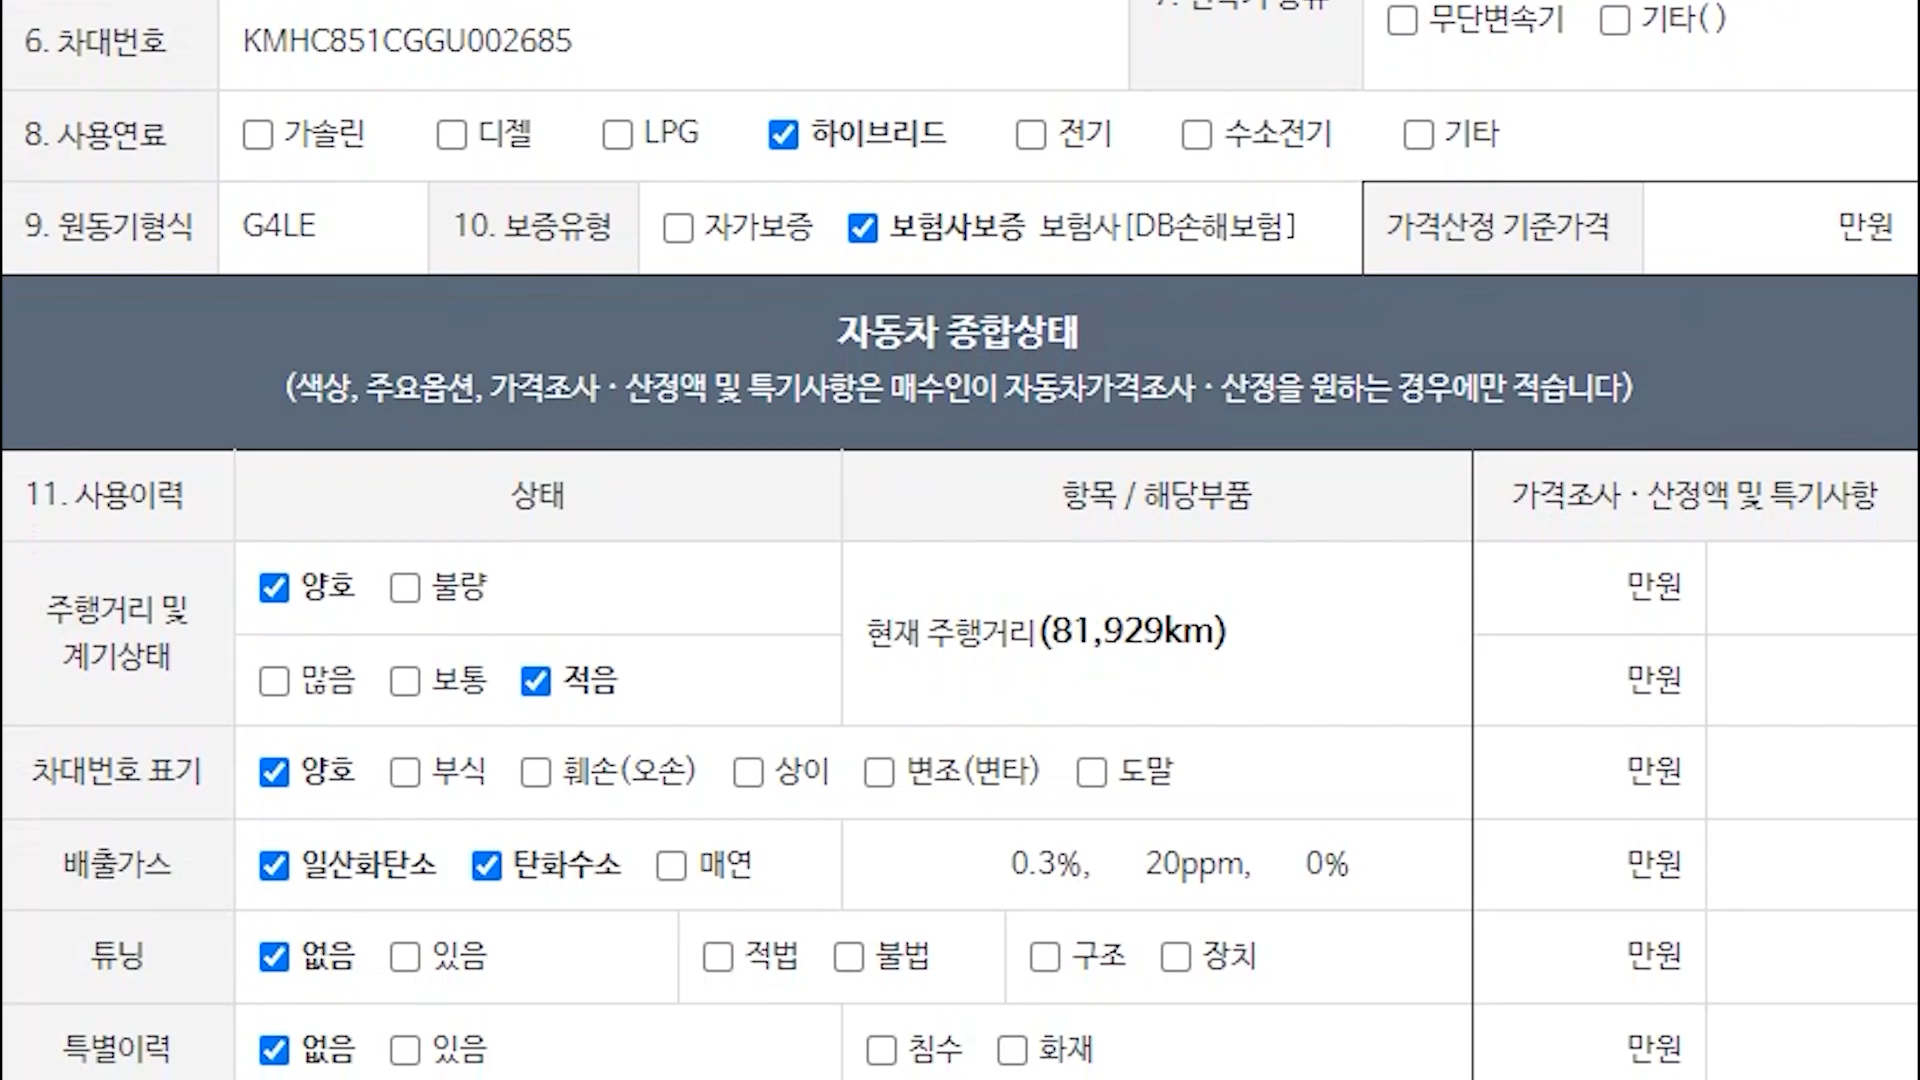 6. 차대번호 KMHC851CGGU002685 무단변속기 기타( )
8. 사용연료 가솔린 디젤 LPG 하이브리드 전기 수소전기 기타
9. 원동기형식 G4LE 10. 보증유형 자가보증 보험사보증 보험사[DB손해보험] 가격산정 기준가격 만원
자동차 종합상태
(색상, 주요옵션, 가격조사ㆍ산정액 및 특기사항은 매수인이 자동차가격조사ㆍ산정을 원하는 경우에만 적습니다)
11. 사용이력 상태 항목 / 해당부품 가격조사ㆍ산정액 및 특기사항
주행거리 및
계기상태
양호 불량 만원
현재 주행거리(81,929km)
많음 보통 적음 만원
차대번호 표기 양호 부식 훼손(오손) 상이 변조(변타) 도말 만원
배출가스 일산화탄소 탄화수소 매연 0.3%, 20ppm, 0% 만원
튜닝 없음 있음 적법 불법 구조 장치 만원
특별이력 없음 있음 침수 화재 만원